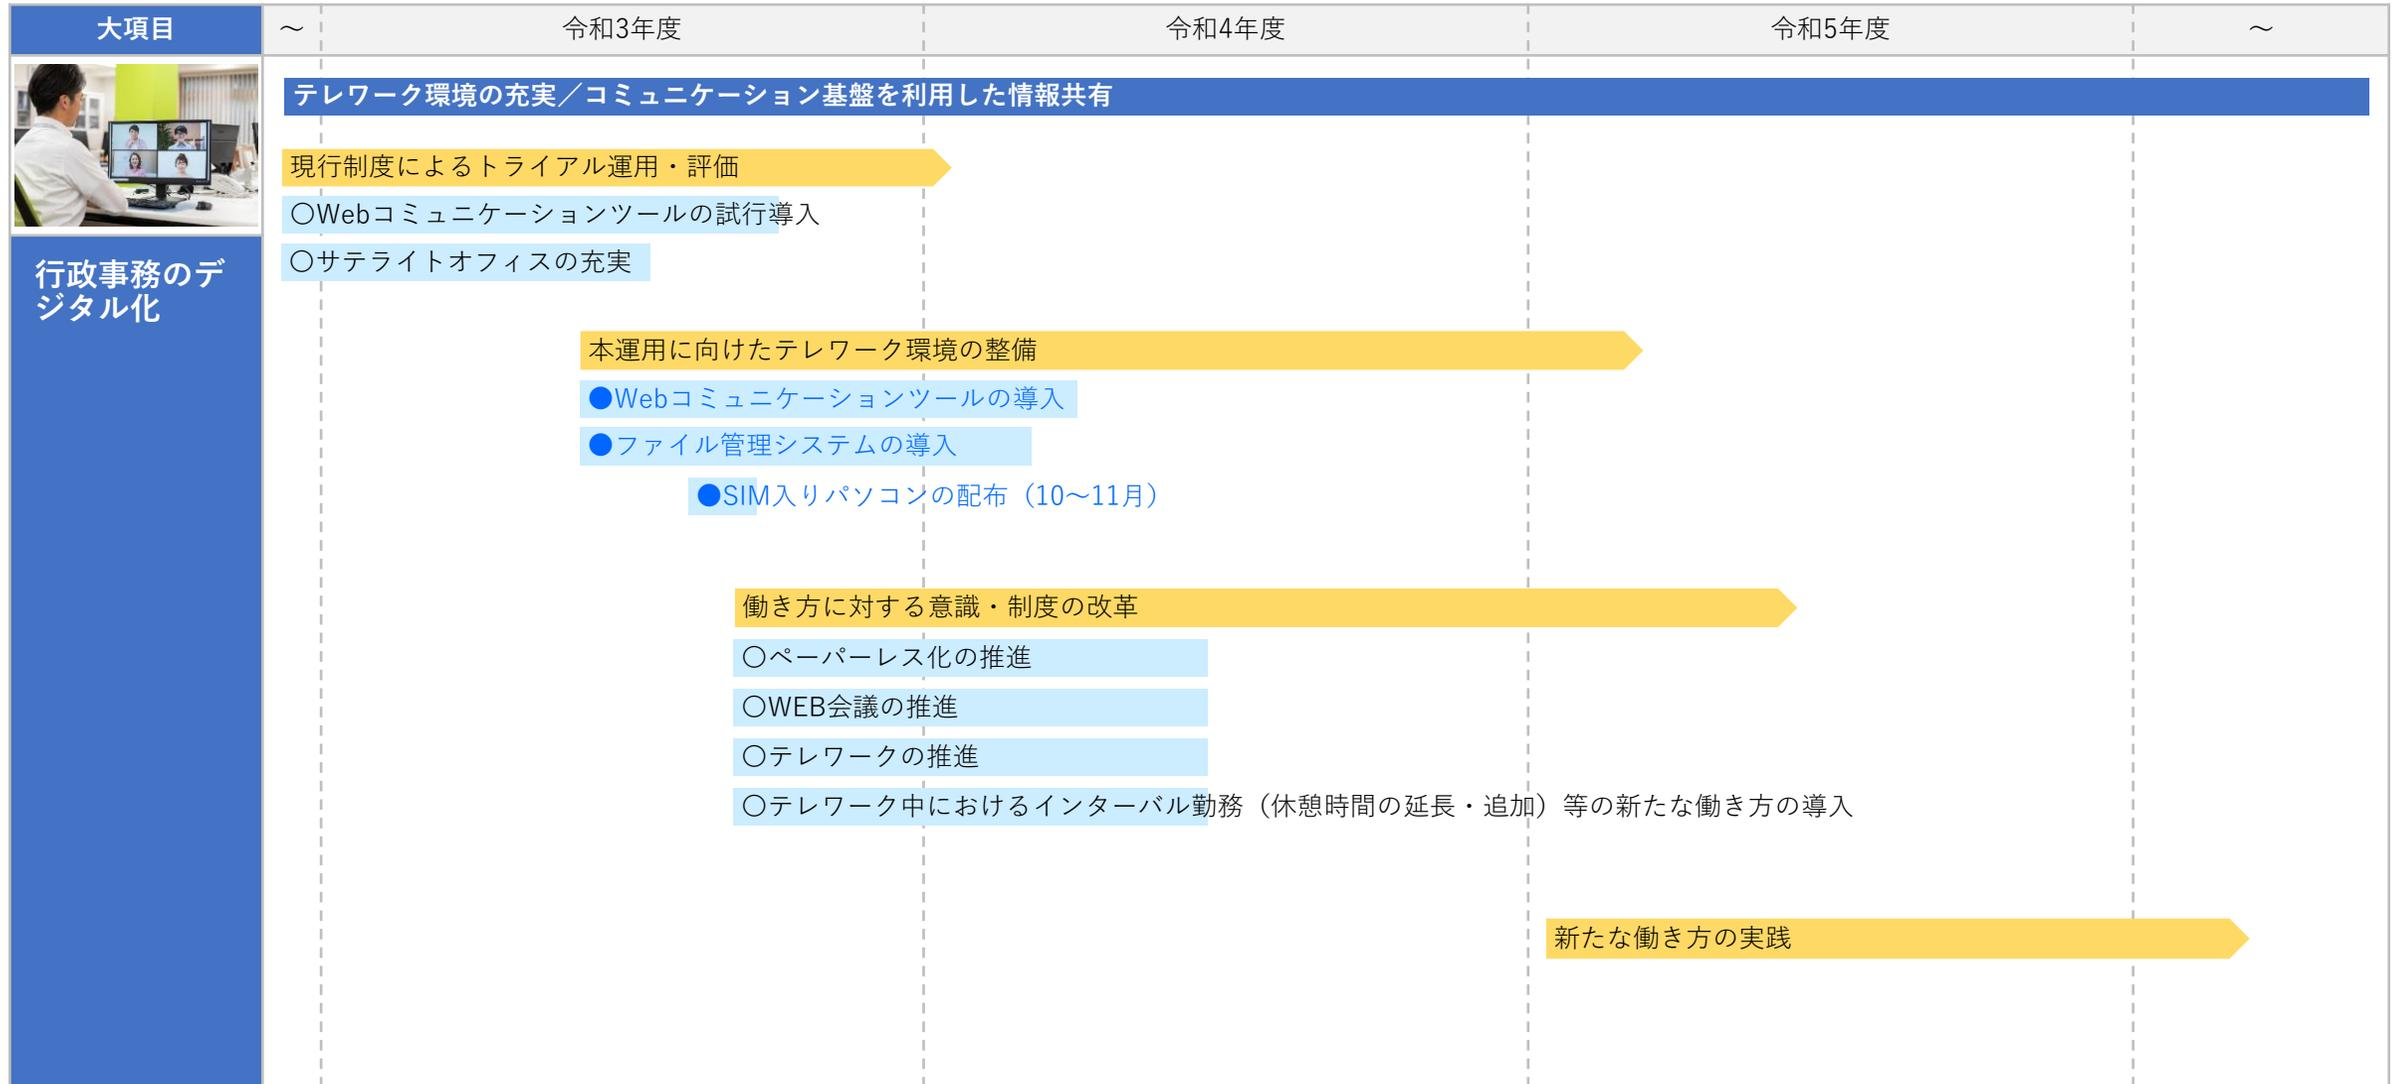 大項目
～
令和3年度
令和4年度
令和5年度
～
テレワーク環境の充実／コミュニケーション基盤を利用した情報共有
現行制度によるトライアル運用・評価
〇Webコミュニケーションツールの試行導入
〇サテライトオフィスの充実
行政事務のデ
ジタル化
本運用に向けたテレワーク環境の整備
●Webコミュニケーションツールの導入
●ファイル管理システムの導入
●SIM入りパソコンの配布（10～11月）
働き方に対する意識・制度の改革
〇ペーパーレス化の推進
〇WEB会議の推進
〇テレワークの推進
〇テレワーク中におけるインターバル勤務（休憩時間の延長・追加）等の新たな働き方の導入
新たな働き方の実践